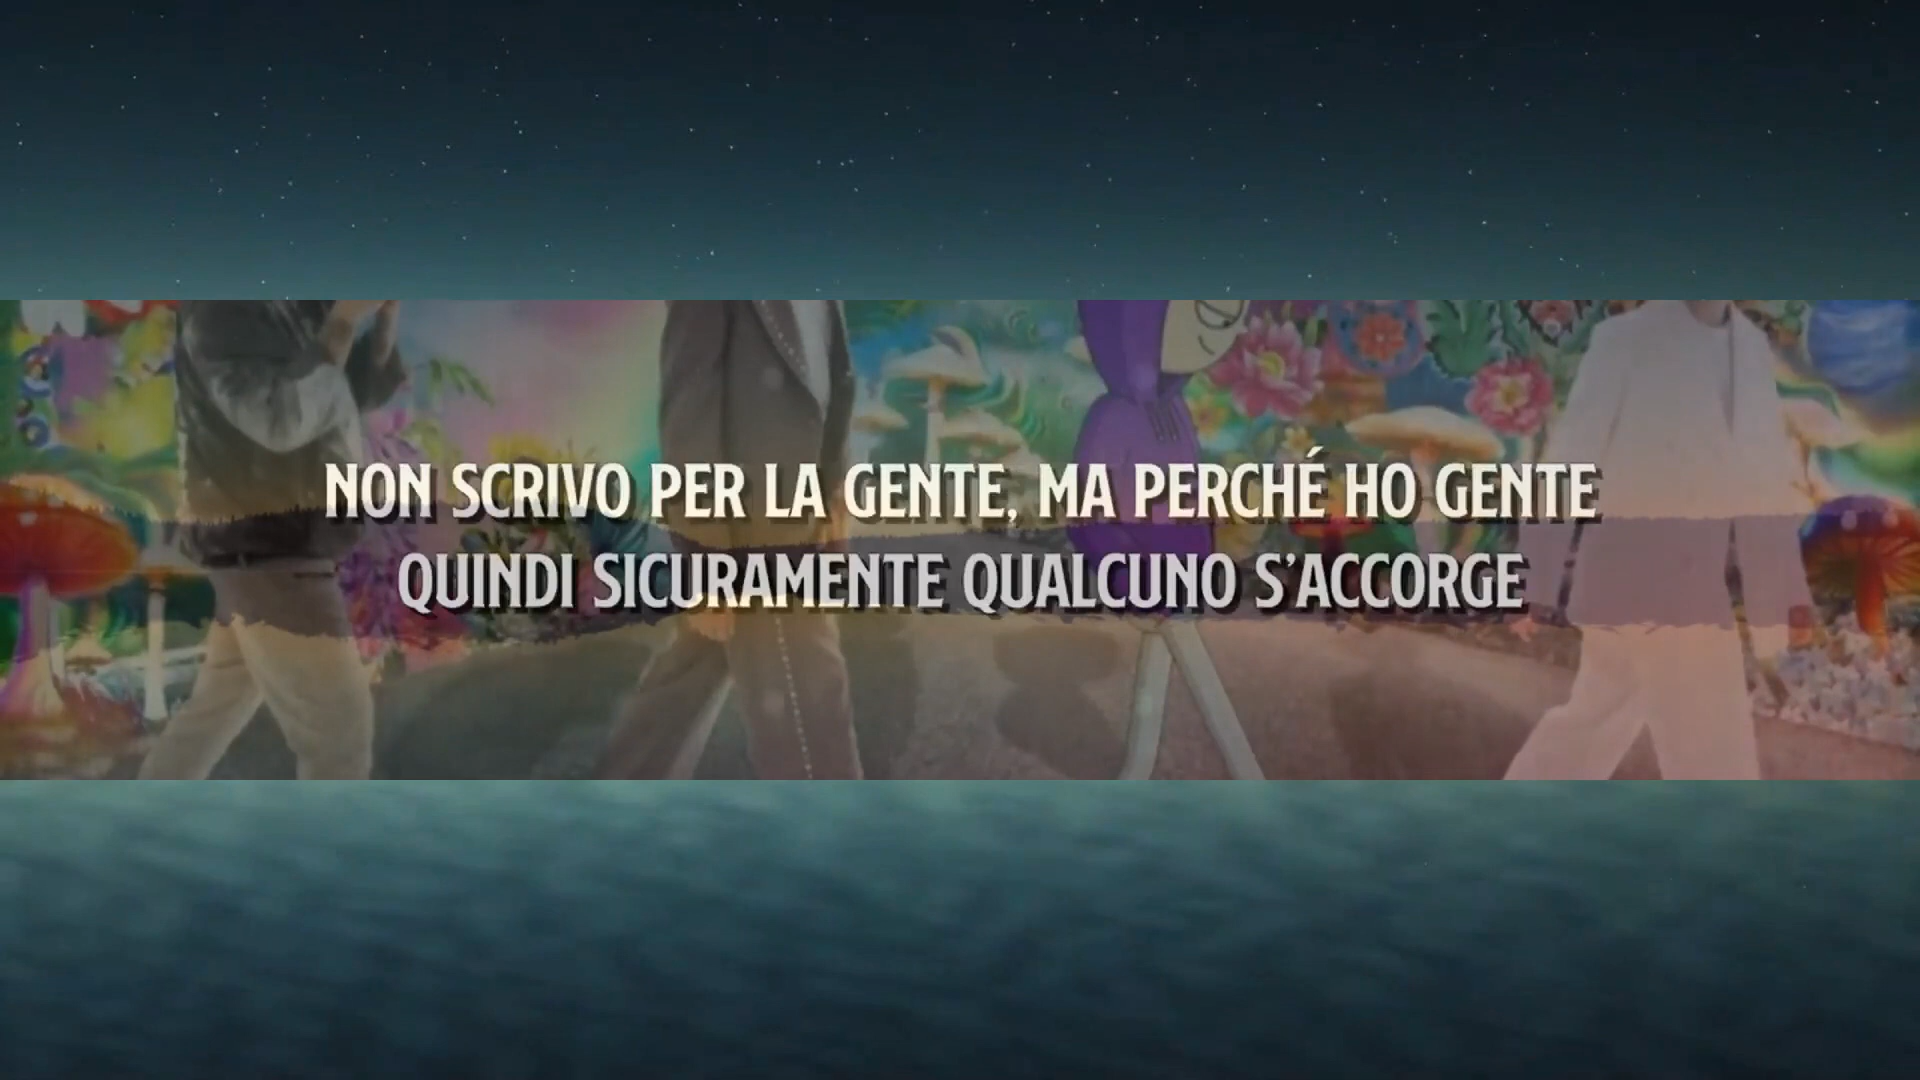 NON SCRIVO PER LA GENTE, MA PERCHÉ HO GENTE
QUINDI SICURAMENTE QUALCUNO S'ACCORGE